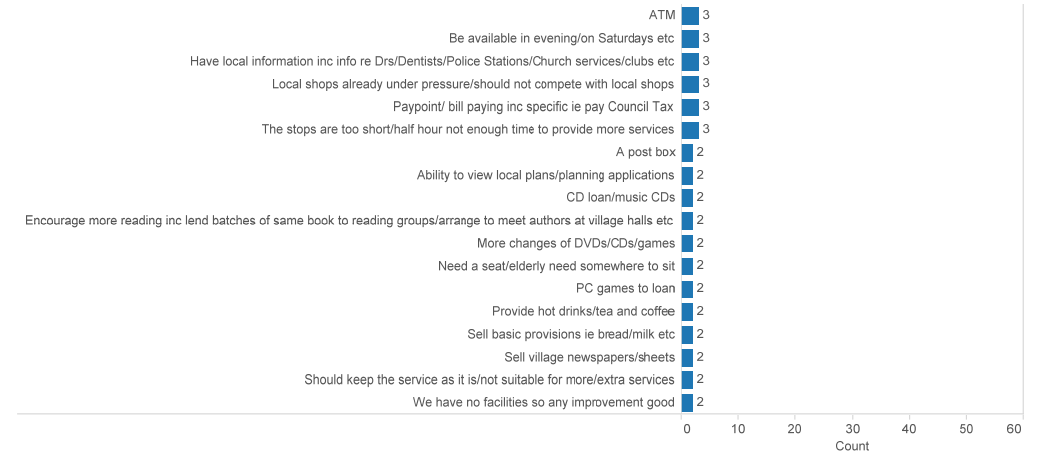 ATM 3
Be available in evening/on Saturdays etc 3
Have local information inc info re Drs/Dentists/Police Stations/Church services/clubs etc 3
Local shops already under pressure/should not compete with local shops 3
Paypoint/ bill paying inc specific ie pay Council Tax 3
The stops are too short/half hour not enough time to provide more services 3
A post box 2
Ability to view local plans/planning applications 2
CD loan/music CDs 2
Encourage more reading inc lend batches of same book to reading groups/arrange to meet authors at village halls etc 2
More changes of DVDs/CDs/games 2
Need a seat/elderly need somewhere to sit 2
PC games to loan 2
Provide hot drinks/tea and coffee 2
Sell basic provisions ie bread/milk etc 2
Sell village newspapers/sheets 2
Should keep the service as it is/not suitable for more/extra services 2
We have no facilities so any improvement good 2
0 10 20 30 40 50 60
Count